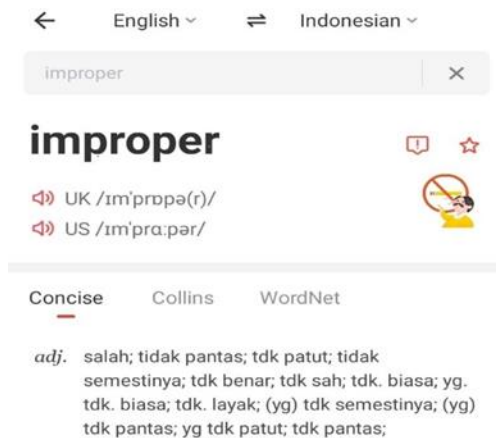 English Indonesian
improper
improper
UK /ɪmˈprɒpə(r)/
US /ɪmˈprɑːpər/
Concise Collins WordNet
adj. salah; tidak pantas; tdk patut; tidak
semestinya; tdk benar; tdk sah; tdk. biasa; yg.
tdk. biasa; tdk. layak; (yg) tdk semestinya; (yg)
tdk pantas; yg tdk patut; tdk pantas;